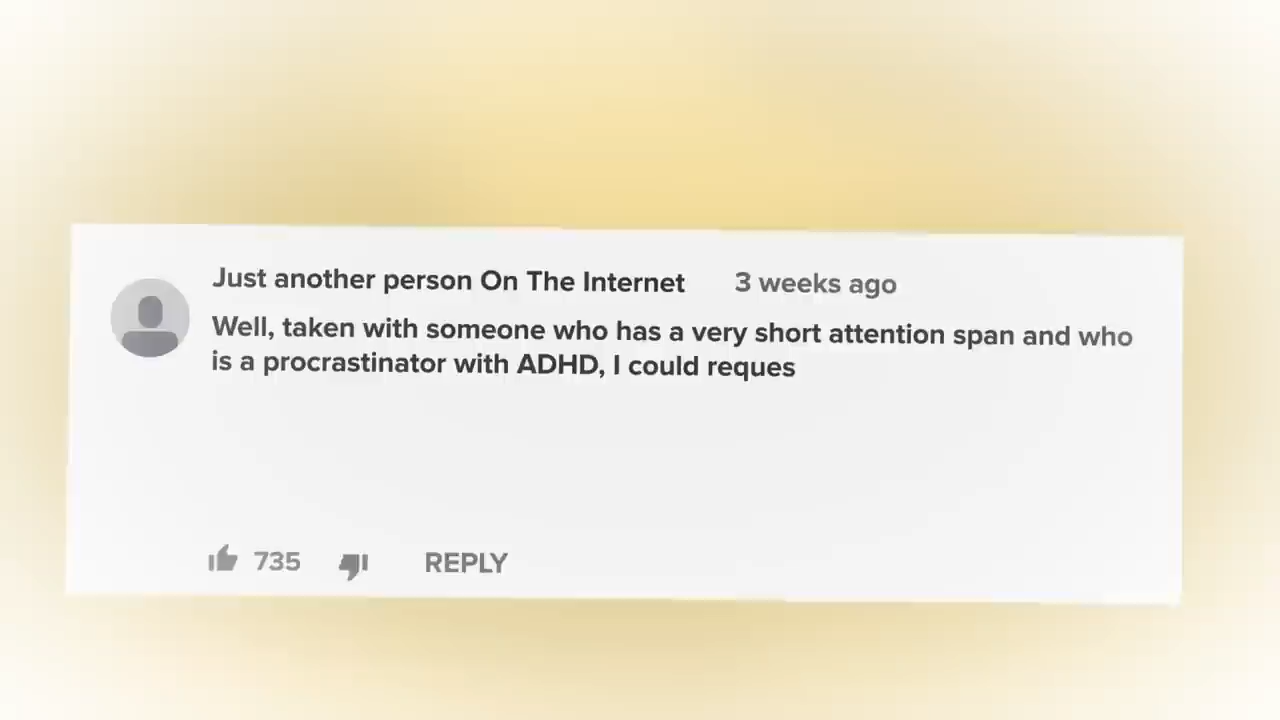 Just another person On The Internet 3 weeks ago
Well, taken with someone who has a very short attention span and who
is a procrastinator with ADHD, I could reques
735 REPLY